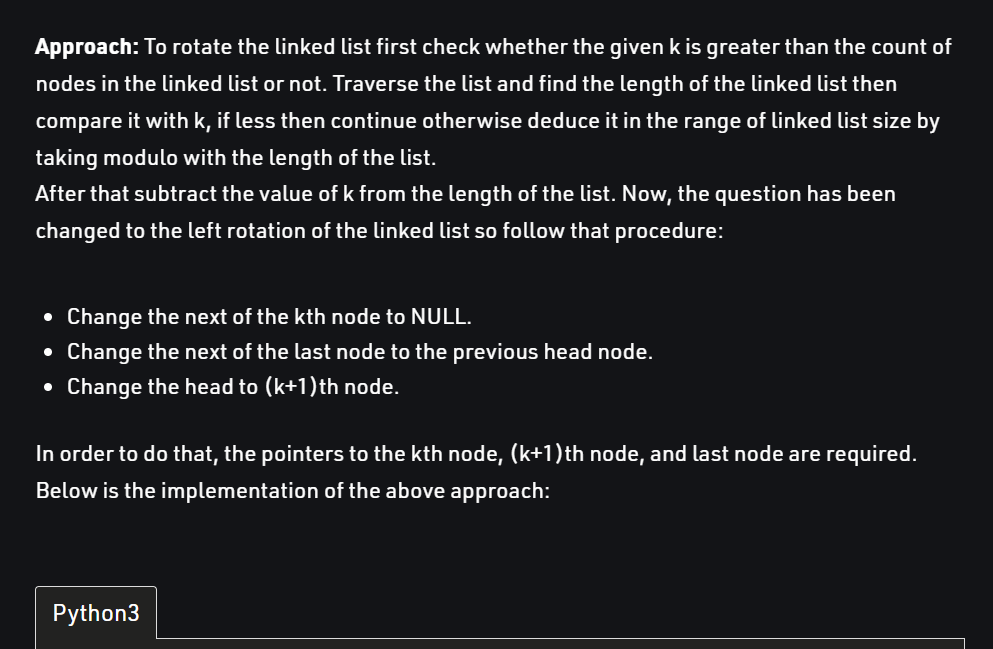 Approach: To rotate the linked list first check whether the given k is greater than the count of
nodes in the linked list or not. Traverse the list and find the length of the linked list then
compare it with k, if less then continue otherwise deduce it in the range of linked list size by
taking modulo with the length of the list.
After that subtract the value of k from the length of the list. Now, the question has been
changed to the left rotation of the linked list so follow that procedure:
• Change the next of the kth node to NULL.
• Change the next of the last node to the previous head node.
• Change the head to (k+1)th node.
In order to do that, the pointers to the kth node, (k+1)th node, and last node are required.
Below is the implementation of the above approach:
Python3